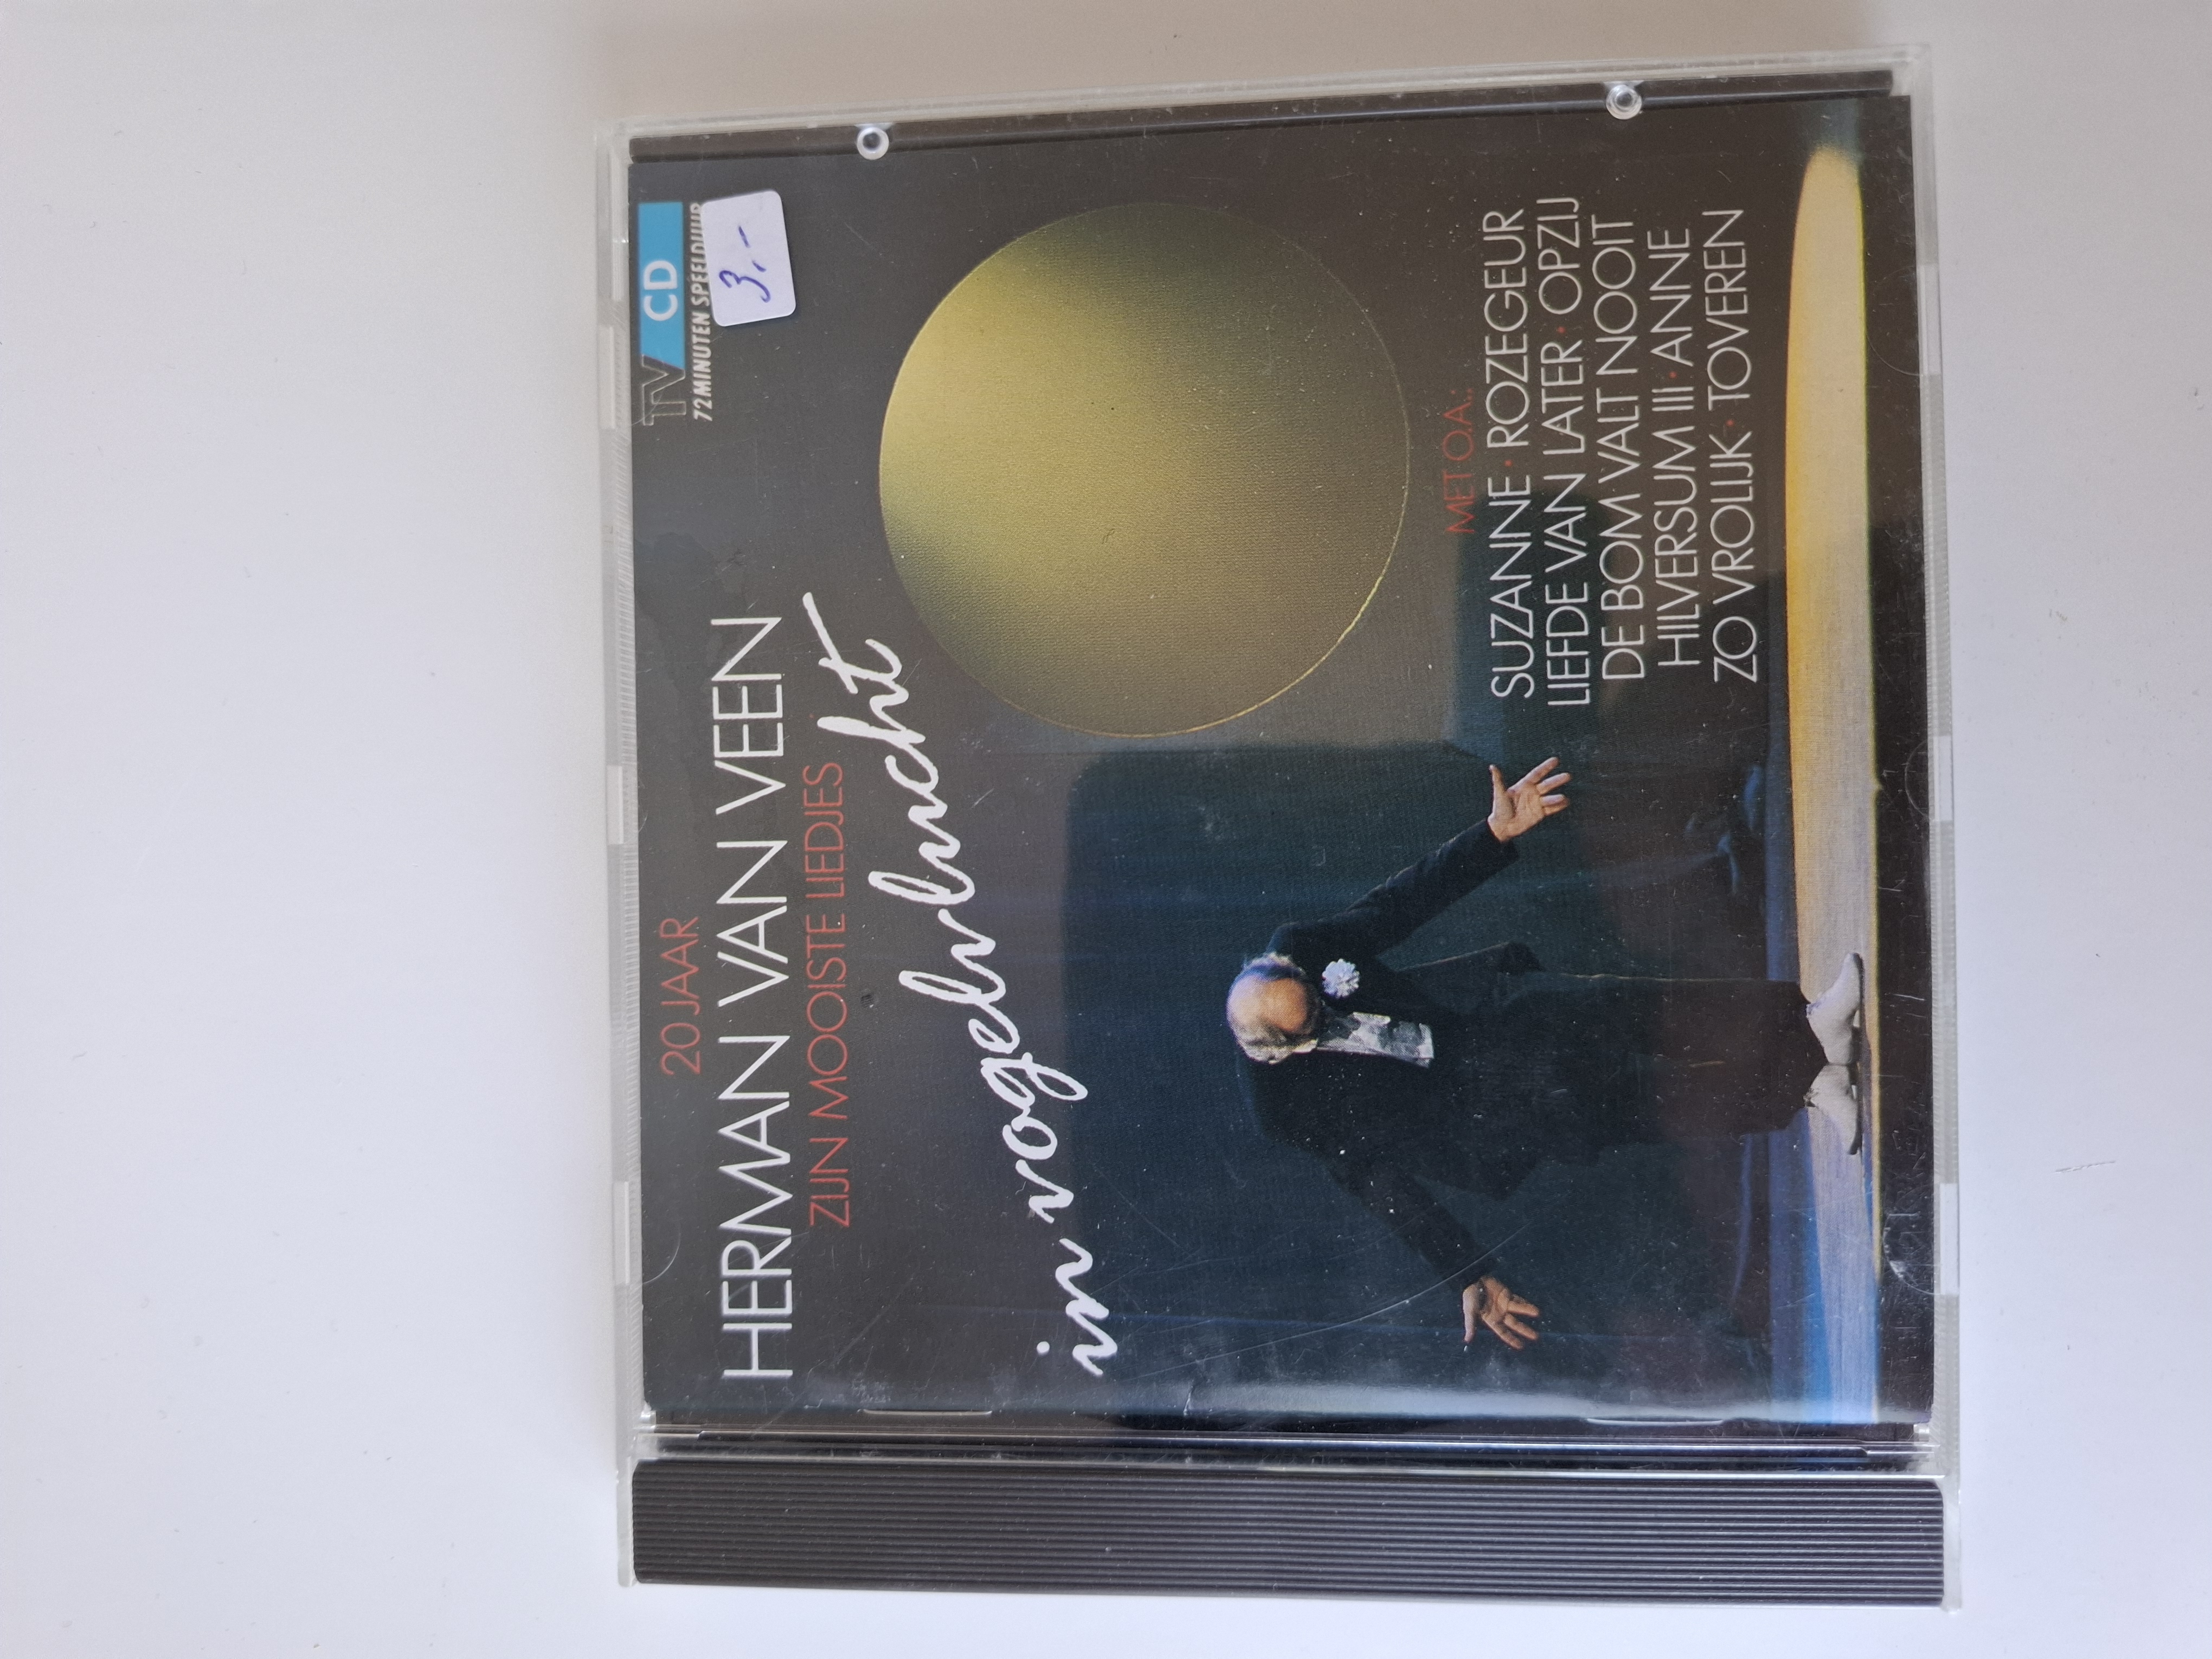 TV CD
72 MINUTEN SPEELDUUR
3,-
20 JAAR
HERMAN VAN VEEN
ZIJN MOOISTE LIEDJES
in vogelvlucht
MET O.A.:
SUZANNE · ROZEGEUR
LIEFDE VAN LATER · OPZIJ
DE BOM VALT NOOIT
HILVERSUM III · ANNE
ZO VROLIJK · TOVEREN